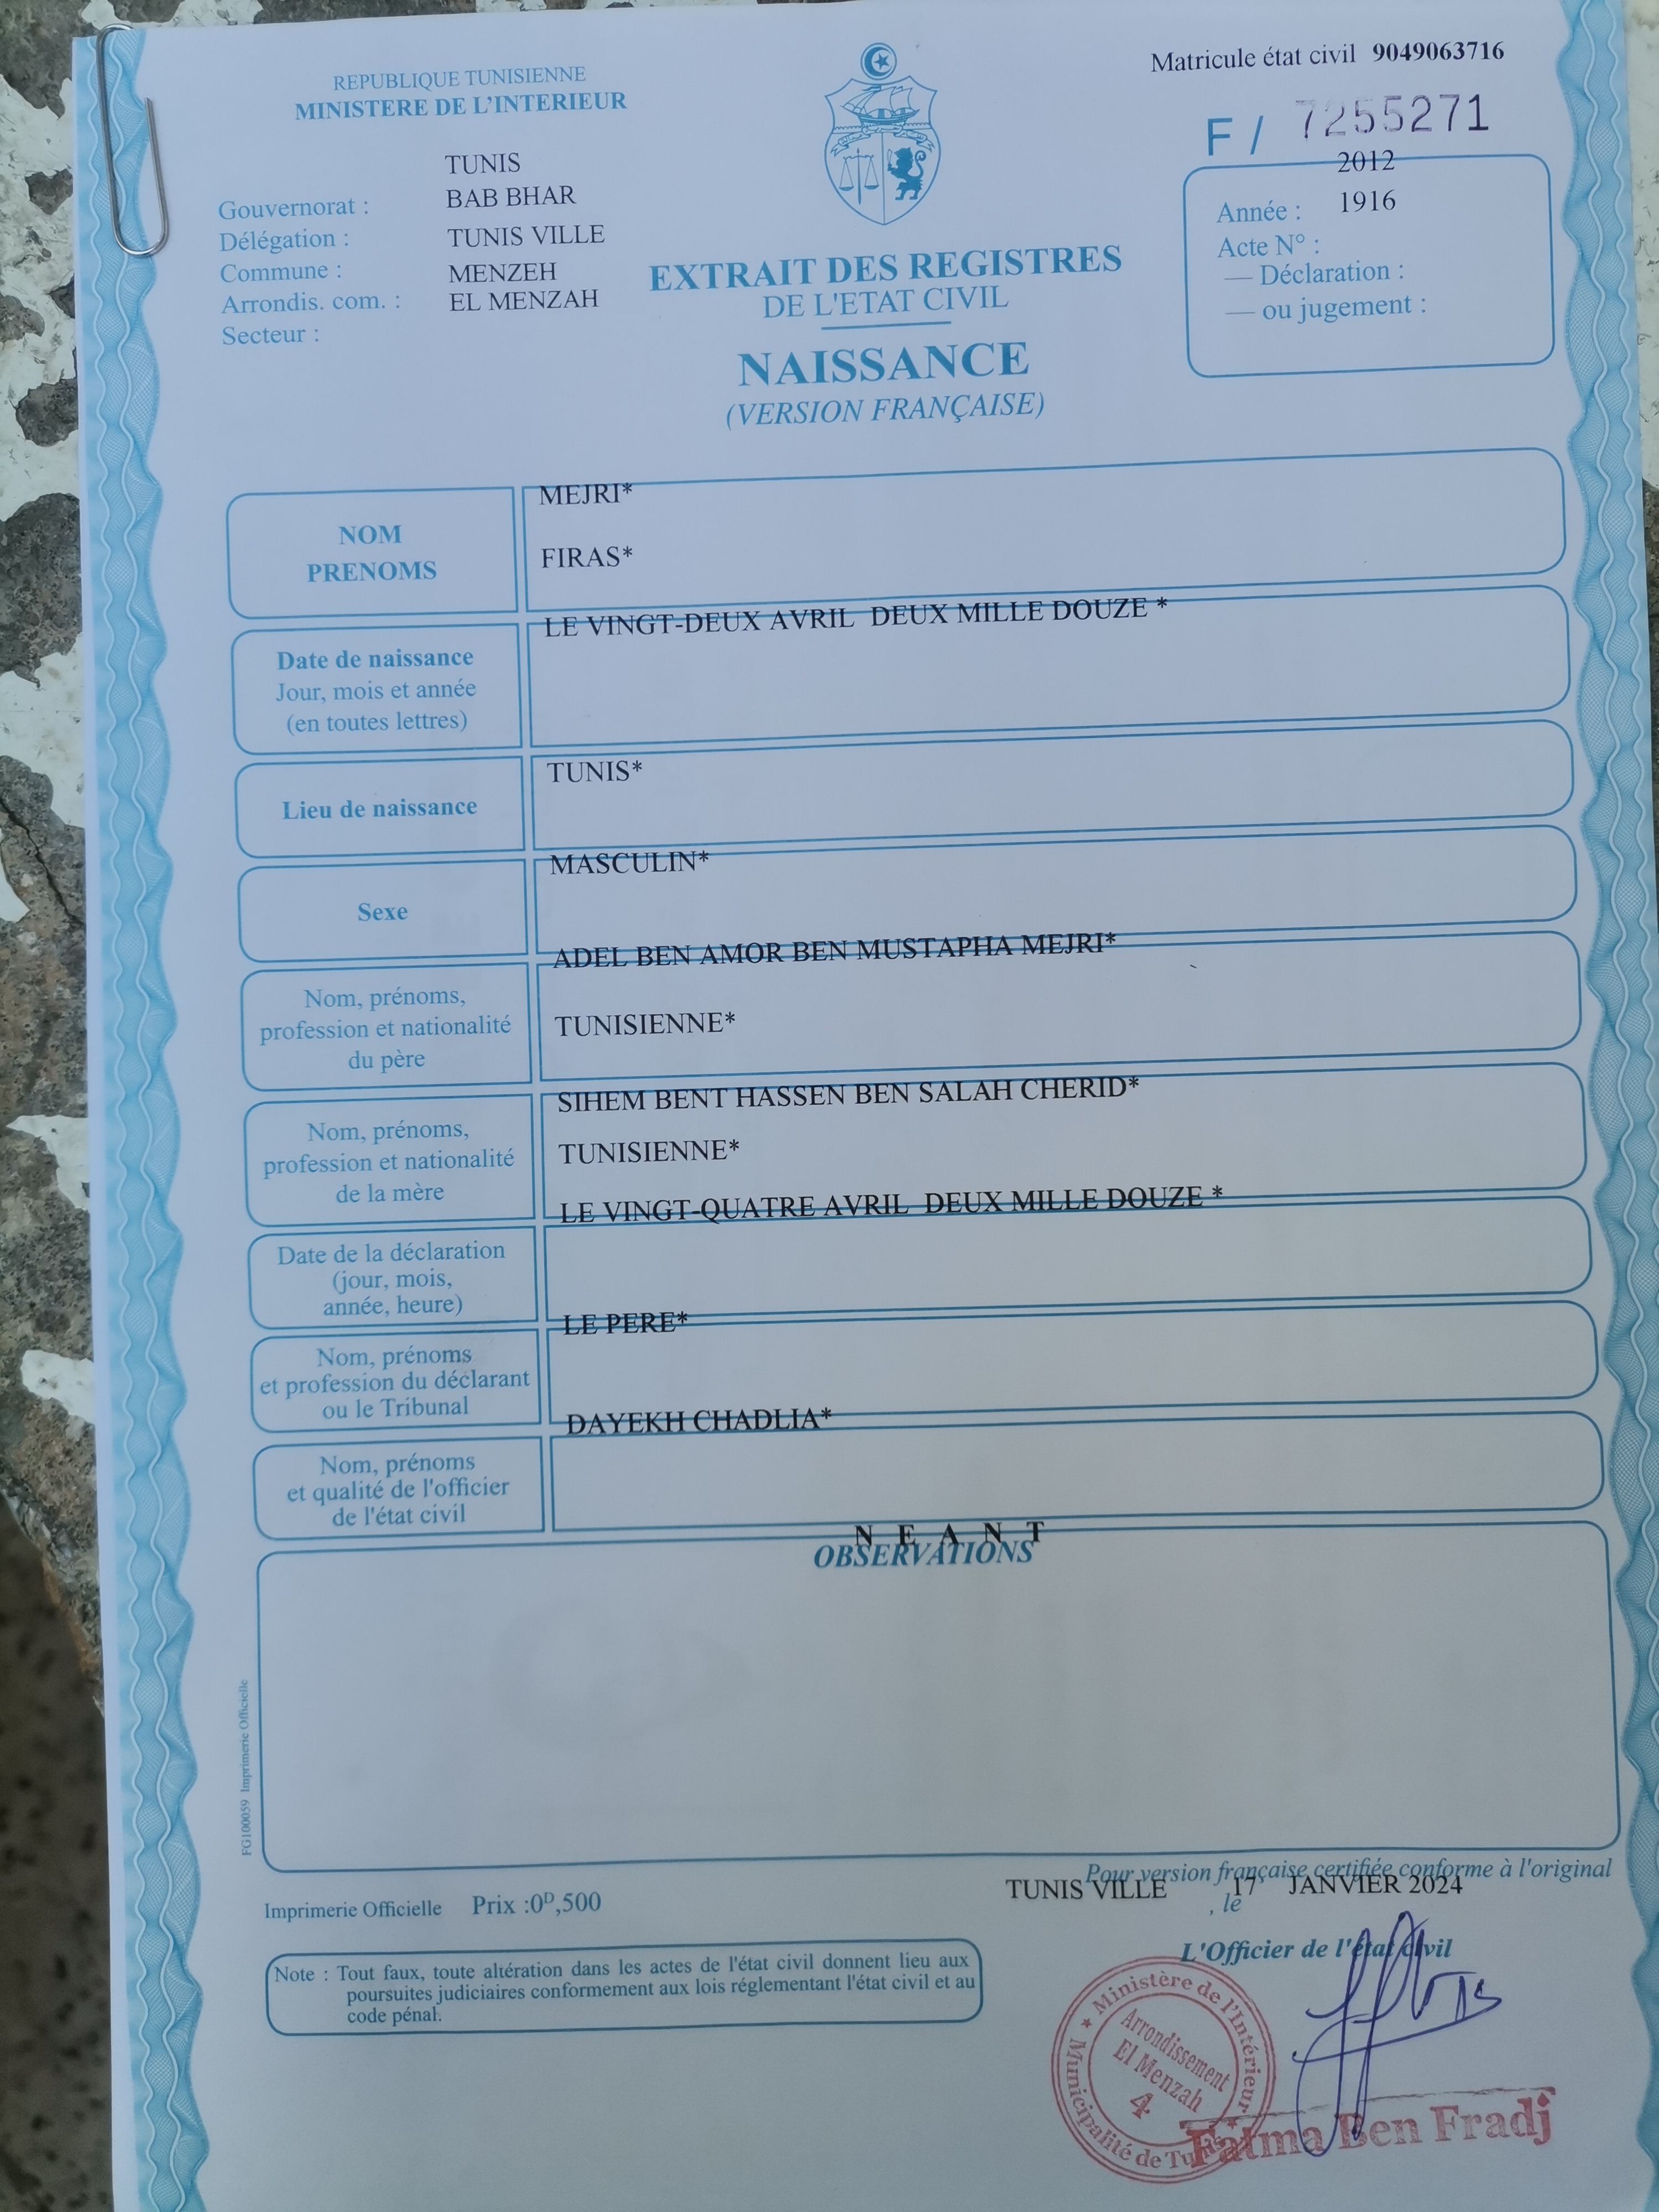 REPUBLIQUE TUNISIENNE
MINISTERE DE L'INTERIEUR
Matricule état civil 9049063716
F / 7255271
TUNIS
Gouvernorat :
BAB BHAR
Délégation :
TUNIS VILLE
Commune :
MENZEH
Arrondis. com. :
EL MENZAH
Secteur :
2012
Année :
1916
Acte N° :
— Déclaration :
— ou jugement :
EXTRAIT DES REGISTRES
DE L'ETAT CIVIL
NAISSANCE
(VERSION FRANÇAISE)
NOM
PRENOMS
MEJRI*
FIRAS*
Date de naissance
Jour, mois et année
(en toutes lettres)
LE VINGT-DEUX AVRIL DEUX MILLE DOUZE *
Lieu de naissance
TUNIS*
Sexe
MASCULIN*
Nom, prénoms,
profession et nationalité
du père
ADEL BEN AMOR BEN MUSTAPHA MEJRI*
TUNISIENNE*
Nom, prénoms,
profession et nationalité
de la mère
SIHEM BENT HASSEN BEN SALAH CHERID*
TUNISIENNE*
Date de la déclaration
(jour, mois,
année, heure)
LE VINGT-QUATRE AVRIL DEUX MILLE DOUZE *
Nom, prénoms
et profession du déclarant
ou le Tribunal
LE PERE*
Nom, prénoms
et qualité de l'officier
de l'état civil
DAYEKH CHADLIA*
N E A N T
OBSERVATIONS
FG100059 Imprimerie Officielle
Pour version française certifiée conforme à l'original
TUNIS VILLE , le 17 JANVIER 2024
Imprimerie Officielle Prix :0ᴰ,500
L'Officier de l'état civil
Note : Tout faux, toute altération dans les actes de l'état civil donnent lieu aux
poursuites judiciaires conformement aux lois réglementant l'état civil et au
code pénal.
★ Ministère de l'Intérieur ★
Municipalité de Tunis
Arrondissement
El Menzah
4
Fatma Ben Fradj